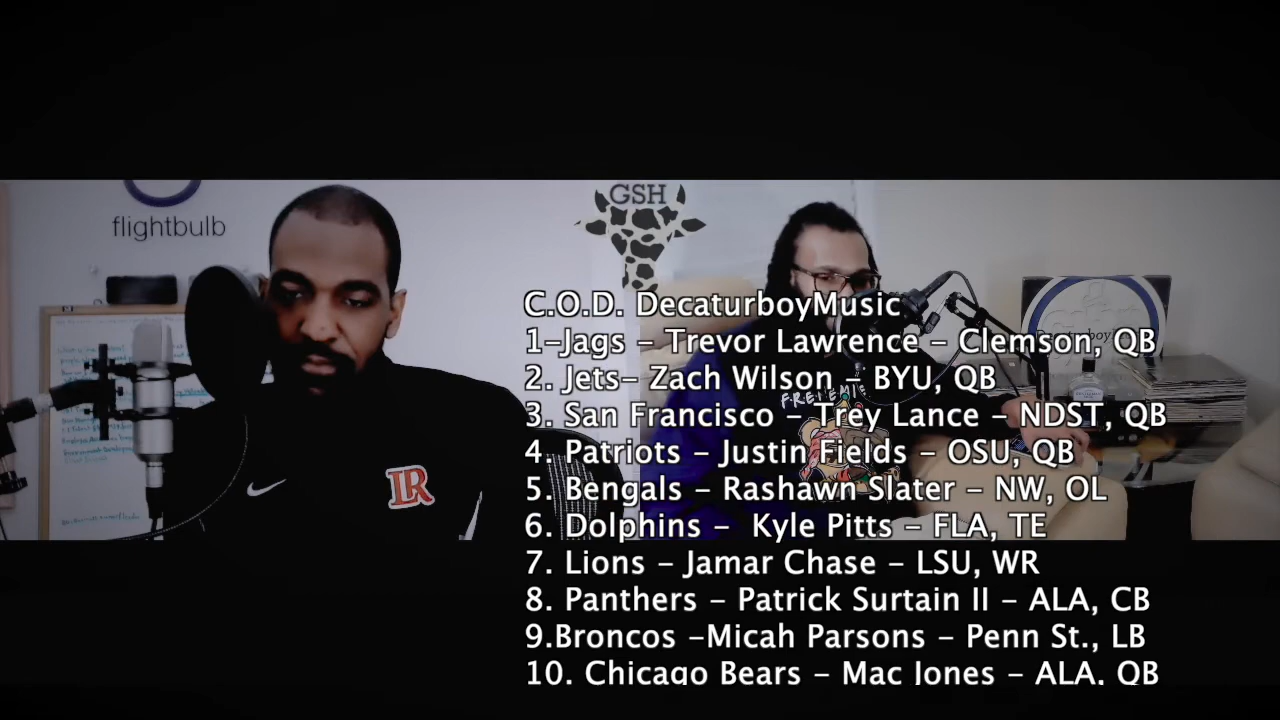 flightbulb
GSH
C.O.D. DecaturboyMusic
1-Jags - Trevor Lawrence - Clemson, QB
2. Jets- Zach Wilson - BYU, QB
3. San Francisco - Trey Lance - NDST, QB
4. Patriots - Justin Fields - OSU, QB
5. Bengals - Rashawn Slater - NW, OL
6. Dolphins - Kyle Pitts - FLA, TE
7. Lions - Jamar Chase - LSU, WR
8. Panthers - Patrick Surtain II - ALA, CB
9.Broncos -Micah Parsons - Penn St., LB
10. Chicago Bears - Mac Jones - ALA, QB
LR